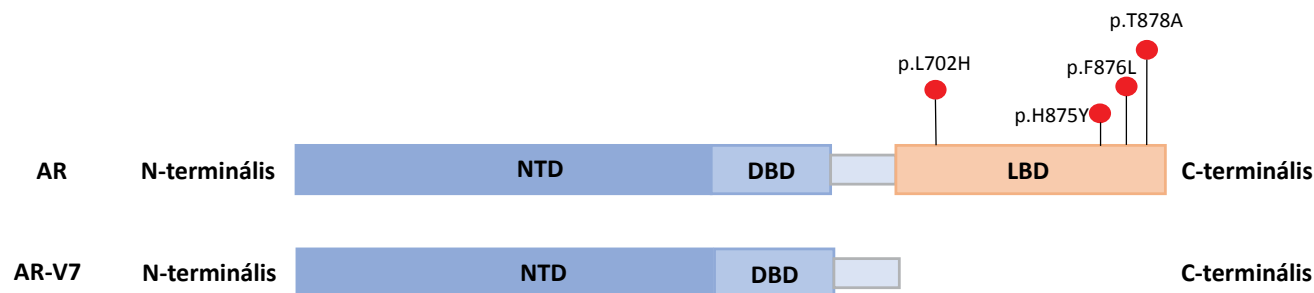 p.T878A
p.L702H
p.F876L
p.H875Y
AR N-terminális NTD DBD LBD C-terminális
AR-V7 N-terminális NTD DBD C-terminális